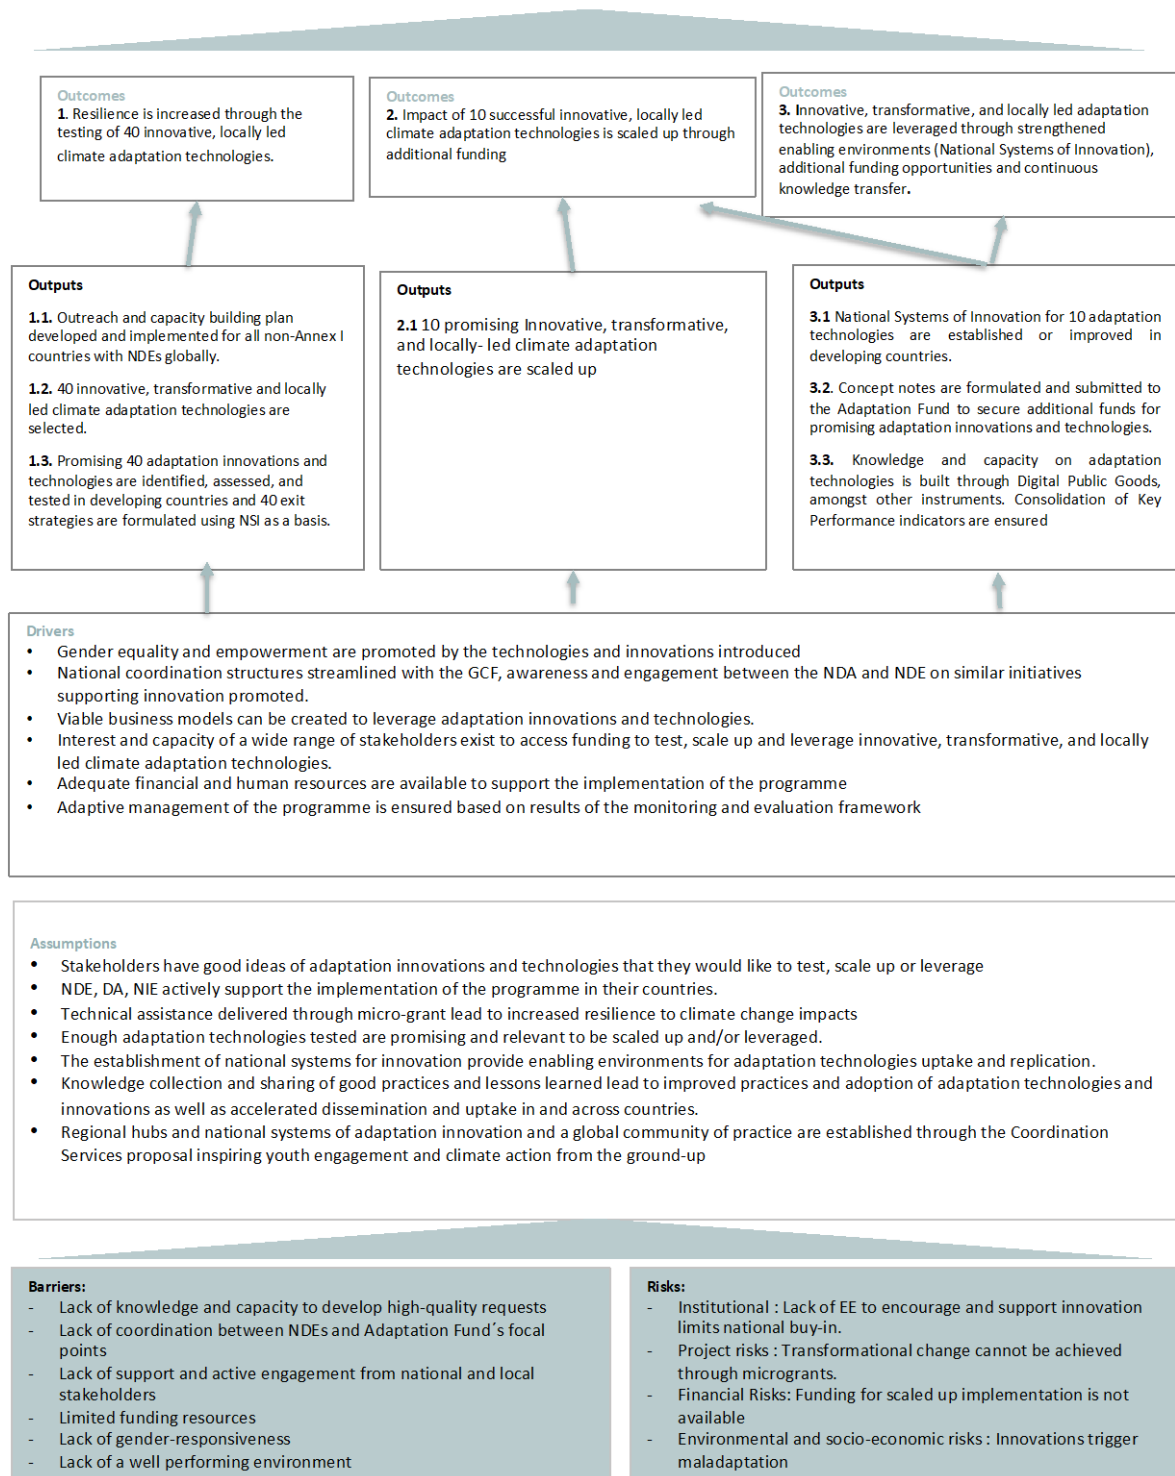 Outcomes
1. Resilience is increased through the
testing of 40 innovative, locally led
climate adaptation technologies.
Outcomes
2. Impact of 10 successful innovative, locally led
climate adaptation technologies is scaled up through
additional funding
Outcomes
3. Innovative, transformative, and locally led adaptation
technologies are leveraged through strengthened
enabling environments (National Systems of Innovation),
additional funding opportunities and continuous
knowledge transfer.
Outputs
1.1. Outreach and capacity building plan
developed and implemented for all non-Annex I
countries with NDEs globally.
1.2. 40 innovative, transformative and locally
led climate adaptation technologies are
selected.
1.3. Promising 40 adaptation innovations and
technologies are identified, assessed, and
tested in developing countries and 40 exit
strategies are formulated using NSI as a basis.
Outputs
2.1 10 promising Innovative, transformative,
and locally- led climate adaptation
technologies are scaled up
Outputs
3.1 National Systems of Innovation for 10 adaptation
technologies are established or improved in
developing countries.
3.2. Concept notes are formulated and submitted to
the Adaptation Fund to secure additional funds for
promising adaptation innovations and technologies.
3.3. Knowledge and capacity on adaptation
technologies is built through Digital Public Goods,
amongst other instruments. Consolidation of Key
Performance indicators are ensured
Drivers
• Gender equality and empowerment are promoted by the technologies and innovations introduced
• National coordination structures streamlined with the GCF, awareness and engagement between the NDA and NDE on similar initiatives
supporting innovation promoted.
• Viable business models can be created to leverage adaptation innovations and technologies.
• Interest and capacity of a wide range of stakeholders exist to access funding to test, scale up and leverage innovative, transformative, and locally
led climate adaptation technologies.
• Adequate financial and human resources are available to support the implementation of the programme
• Adaptive management of the programme is ensured based on results of the monitoring and evaluation framework
Assumptions
• Stakeholders have good ideas of adaptation innovations and technologies that they would like to test, scale up or leverage
• NDE, DA, NIE actively support the implementation of the programme in their countries.
• Technical assistance delivered through micro-grant lead to increased resilience to climate change impacts
• Enough adaptation technologies tested are promising and relevant to be scaled up and/or leveraged.
• The establishment of national systems for innovation provide enabling environments for adaptation technologies uptake and replication.
• Knowledge collection and sharing of good practices and lessons learned lead to improved practices and adoption of adaptation technologies and
innovations as well as accelerated dissemination and uptake in and across countries.
• Regional hubs and national systems of adaptation innovation and a global community of practice are established through the Coordination
Services proposal inspiring youth engagement and climate action from the ground-up
Barriers:
- Lack of knowledge and capacity to develop high-quality requests
- Lack of coordination between NDEs and Adaptation Fund´s focal
points
- Lack of support and active engagement from national and local
stakeholders
- Limited funding resources
- Lack of gender-responsiveness
- Lack of a well performing environment
Risks:
- Institutional : Lack of EE to encourage and support innovation
limits national buy-in.
- Project risks : Transformational change cannot be achieved
through microgrants.
- Financial Risks: Funding for scaled up implementation is not
available
- Environmental and socio-economic risks : Innovations trigger
maladaptation